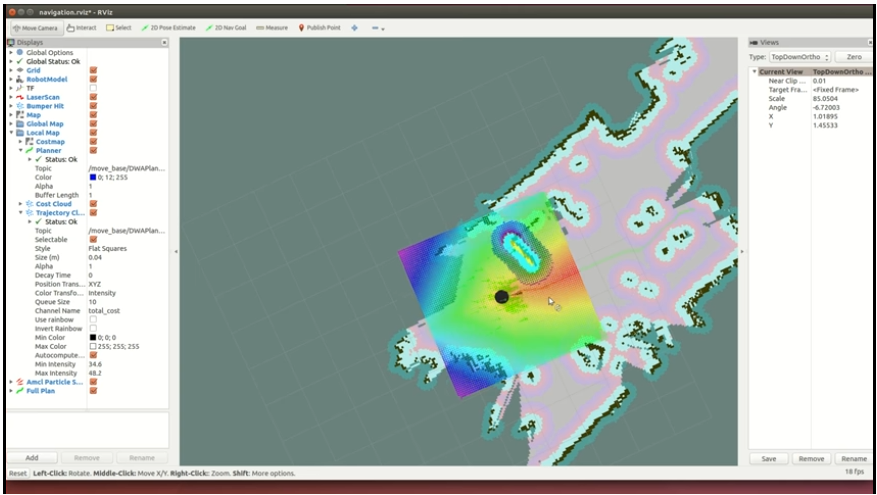 navigation.rviz* - RViz
Move Camera Interact Select 2D Pose Estimate 2D Nav Goal Measure Publish Point
Displays
Global Options
Global Status: Ok
Grid
RobotModel
TF
LaserScan
Bumper Hit
Map
Global Map
Local Map
Costmap
Planner
Status: Ok
Topic /move_base/DWAPlan...
Color 0; 12; 255
Alpha 1
Buffer Length 1
Cost Cloud
Trajectory Cl...
Status: Ok
Topic /move_base/DWAPlan...
Selectable
Style Flat Squares
Size (m) 0.04
Alpha 1
Decay Time 0
Position Trans... XYZ
Color Transfo... Intensity
Queue Size 10
Channel Name total_cost
Use rainbow
Invert Rainbow
Min Color 0; 0; 0
Max Color 255; 255; 255
Autocompute...
Min Intensity 34.6
Max Intensity 48.2
Amcl Particle S...
Full Plan
Add Remove Rename
Views
Type: TopDownOrtho Zero
Current View TopDownOrtho ...
Near Clip ... 0.01
Target Fra... <Fixed Frame>
Scale 85.0504
Angle -6.72003
X 1.01895
Y 1.45533
Save Remove Rename
Reset Left-Click: Rotate. Middle-Click: Move X/Y. Right-Click: Zoom. Shift: More options.
18 fps